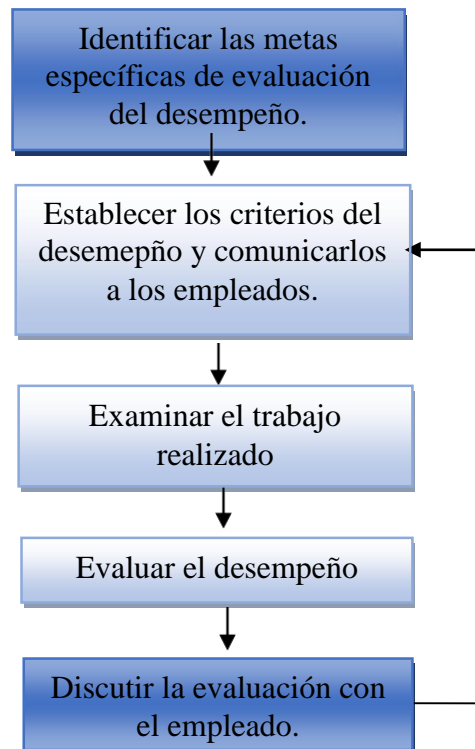 Identificar las metas
específicas de evaluación
del desempeño.
Establecer los criterios del
desemepño y comunicarlos
a los empleados.
Examinar el trabajo
realizado
Evaluar el desempeño
Discutir la evaluación con
el empleado.